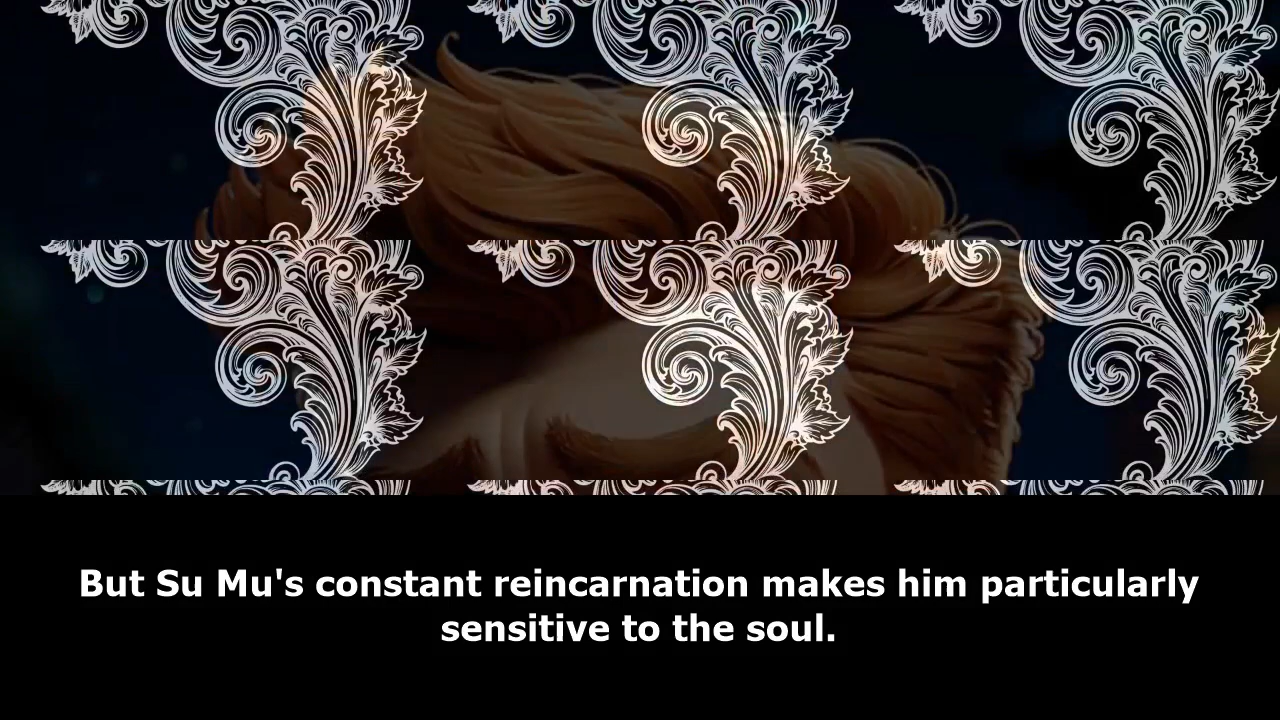 But Su Mu's constant reincarnation makes him particularly
sensitive to the soul.